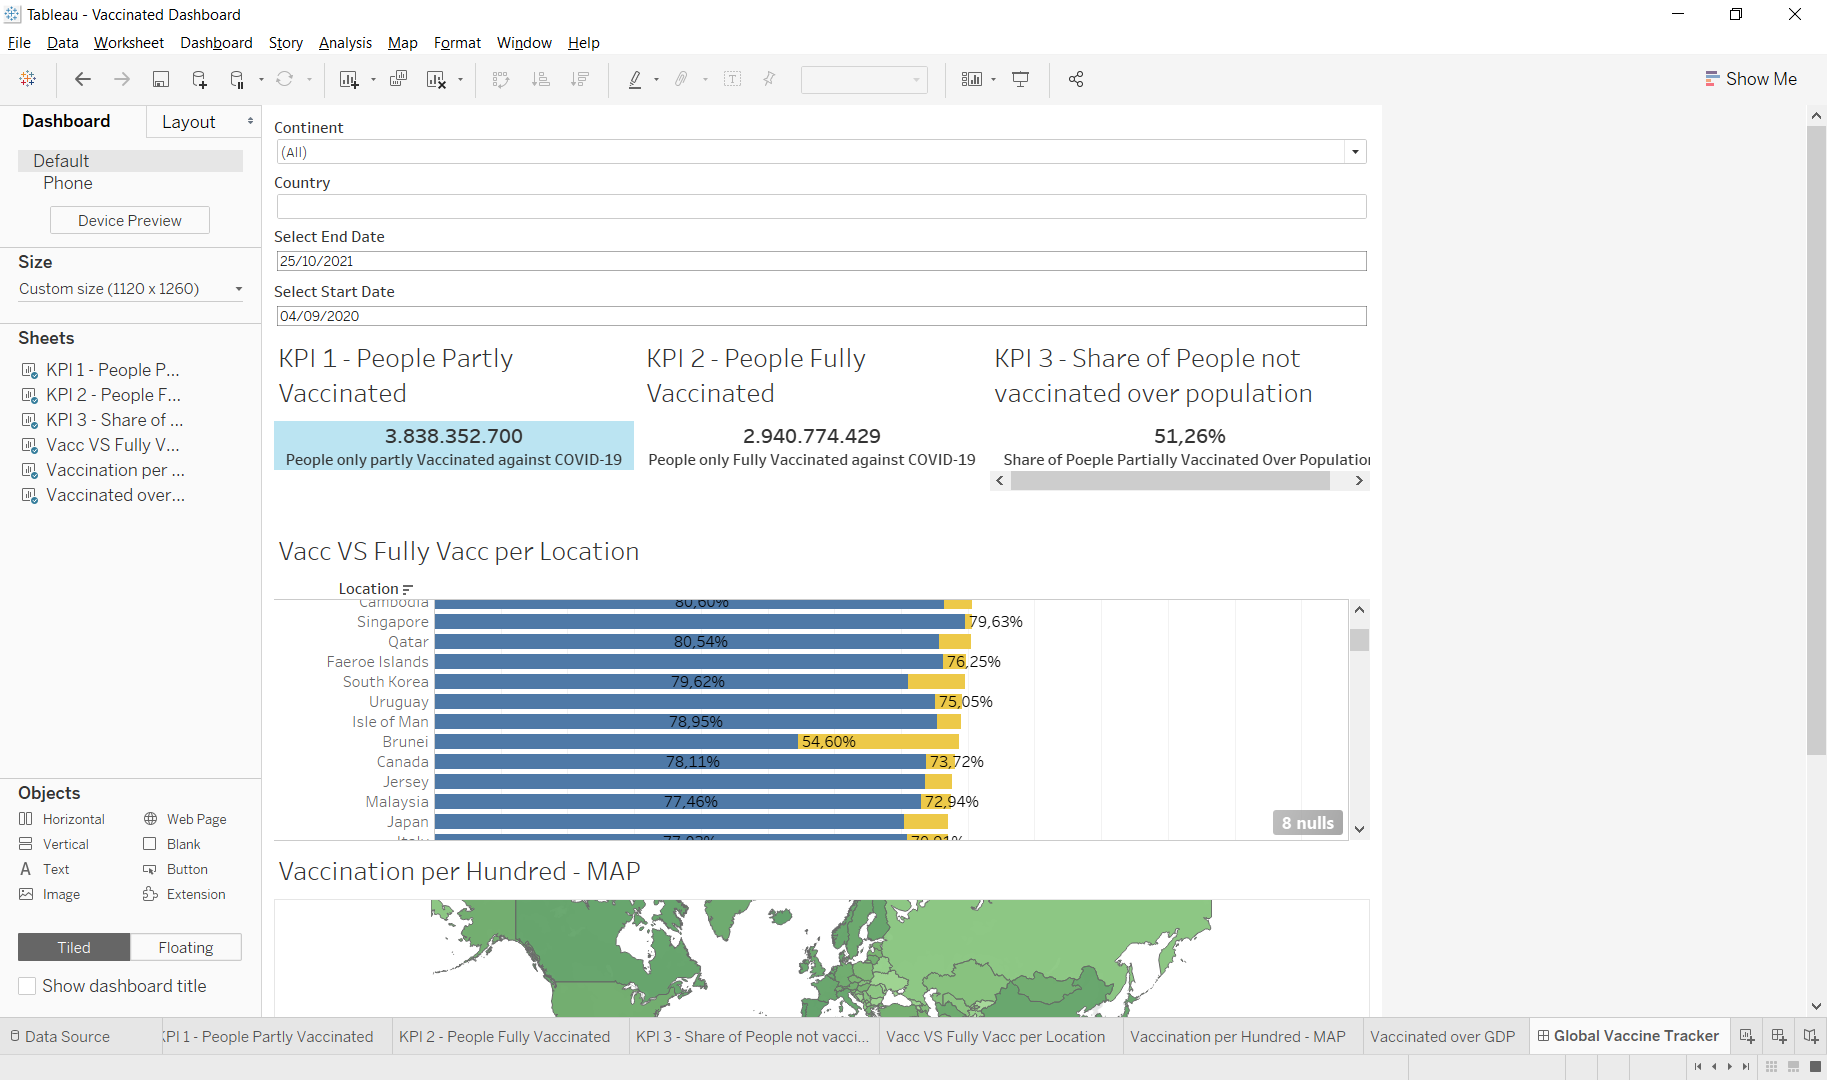 Tableau - Vaccinated Dashboard
File Data Worksheet Dashboard Story Analysis Map Format Window Help
Show Me
Dashboard
Layout
Default
Phone
Device Preview
Size
Custom size (1120 x 1260)
Sheets
KPI 1 - People P...
KPI 2 - People F...
KPI 3 - Share of ...
Vacc VS Fully V...
Vaccination per ...
Vaccinated over...
Objects
Horizontal
Web Page
Vertical
Blank
Text
Button
Image
Extension
Tiled
Floating
Show dashboard title
Continent
(All)
Country
Select End Date
25/10/2021
Select Start Date
04/09/2020
KPI 1 - People Partly
Vaccinated
3.838.352.700
People only partly Vaccinated against COVID-19
KPI 2 - People Fully
Vaccinated
2.940.774.429
People only Fully Vaccinated against COVID-19
KPI 3 - Share of People not
vaccinated over population
51,26%
Share of Poeple Partially Vaccinated Over Population
Vacc VS Fully Vacc per Location
Location
Cambodia 80,60%
Singapore 79,63%
Qatar 80,54%
Faeroe Islands 76,25%
South Korea 79,62%
Uruguay 75,05%
Isle of Man 78,95%
Brunei 54,60%
Canada 78,11% 73,72%
Jersey
Malaysia 77,46% 72,94%
Japan
Italy
8 nulls
Vaccination per Hundred - MAP
Data Source
KPI 1 - People Partly Vaccinated
KPI 2 - People Fully Vaccinated
KPI 3 - Share of People not vacci...
Vacc VS Fully Vacc per Location
Vaccination per Hundred - MAP
Vaccinated over GDP
Global Vaccine Tracker